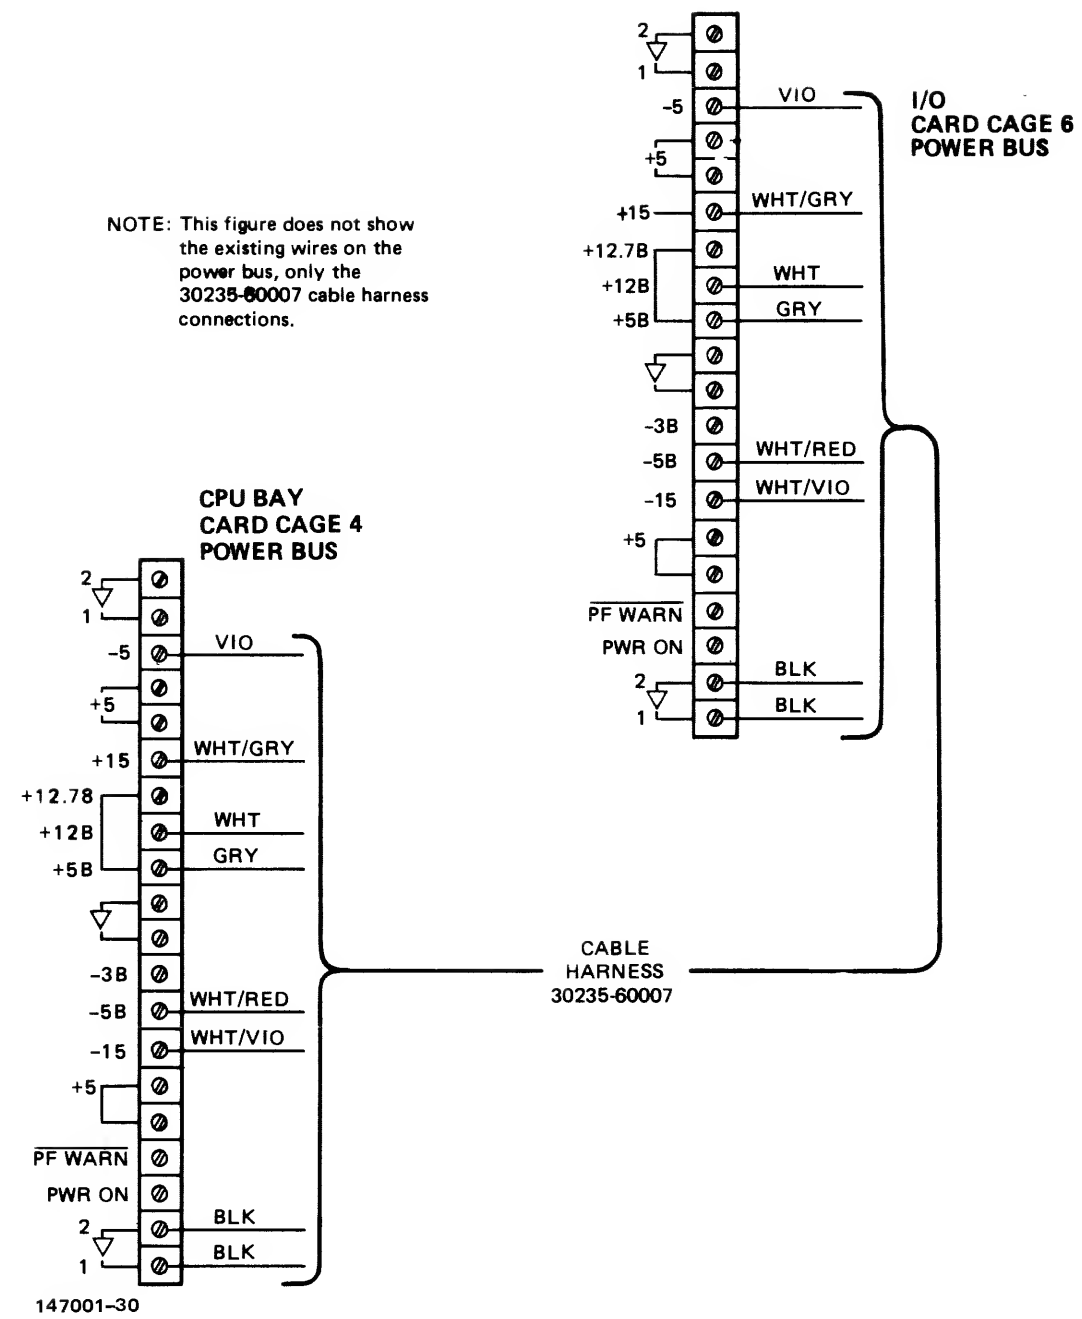 2
1
-5 VIO
+5
+15 WHT/GRY
+12.7B
+12B WHT
+5B GRY
-3B
-5B WHT/RED
-15 WHT/VIO
+5
PF WARN
PWR ON
2 BLK
1 BLK
I/O
CARD CAGE 6
POWER BUS
NOTE: This figure does not show
the existing wires on the
power bus, only the
30235-60007 cable harness
connections.
CPU BAY
CARD CAGE 4
POWER BUS
2
1
-5 VIO
+5
+15 WHT/GRY
+12.7B
+12B WHT
+5B GRY
-3B
-5B WHT/RED
-15 WHT/VIO
+5
PF WARN
PWR ON
2 BLK
1 BLK
CABLE
HARNESS
30235-60007
147001-30